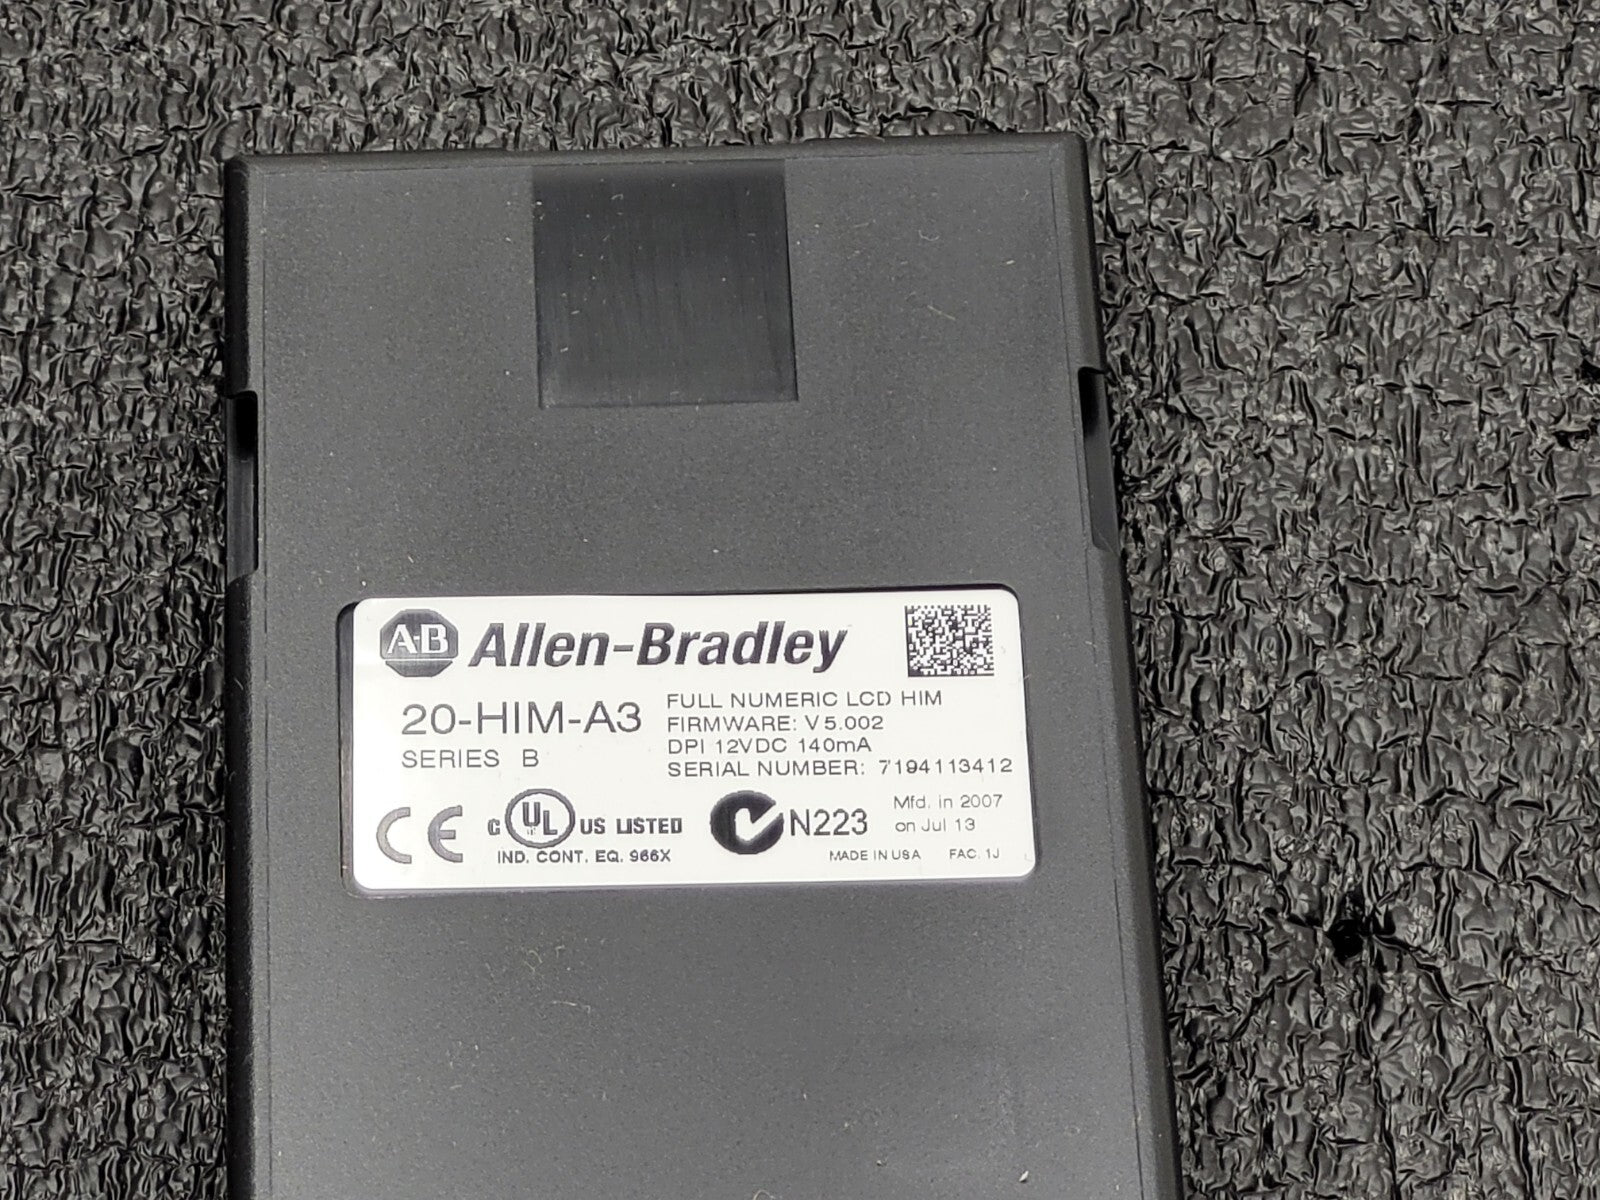 A-B Allen-Bradley
20-HIM-A3
SERIES B
FULL NUMERIC LCD HIM
FIRMWARE: V 5.002
DPI 12VDC 140mA
SERIAL NUMBER: 7194113412
CE
C UL US LISTED
IND. CONT. EQ. 966X
N223
Mfd. in 2007
on Jul 13
MADE IN USA FAC. 1J